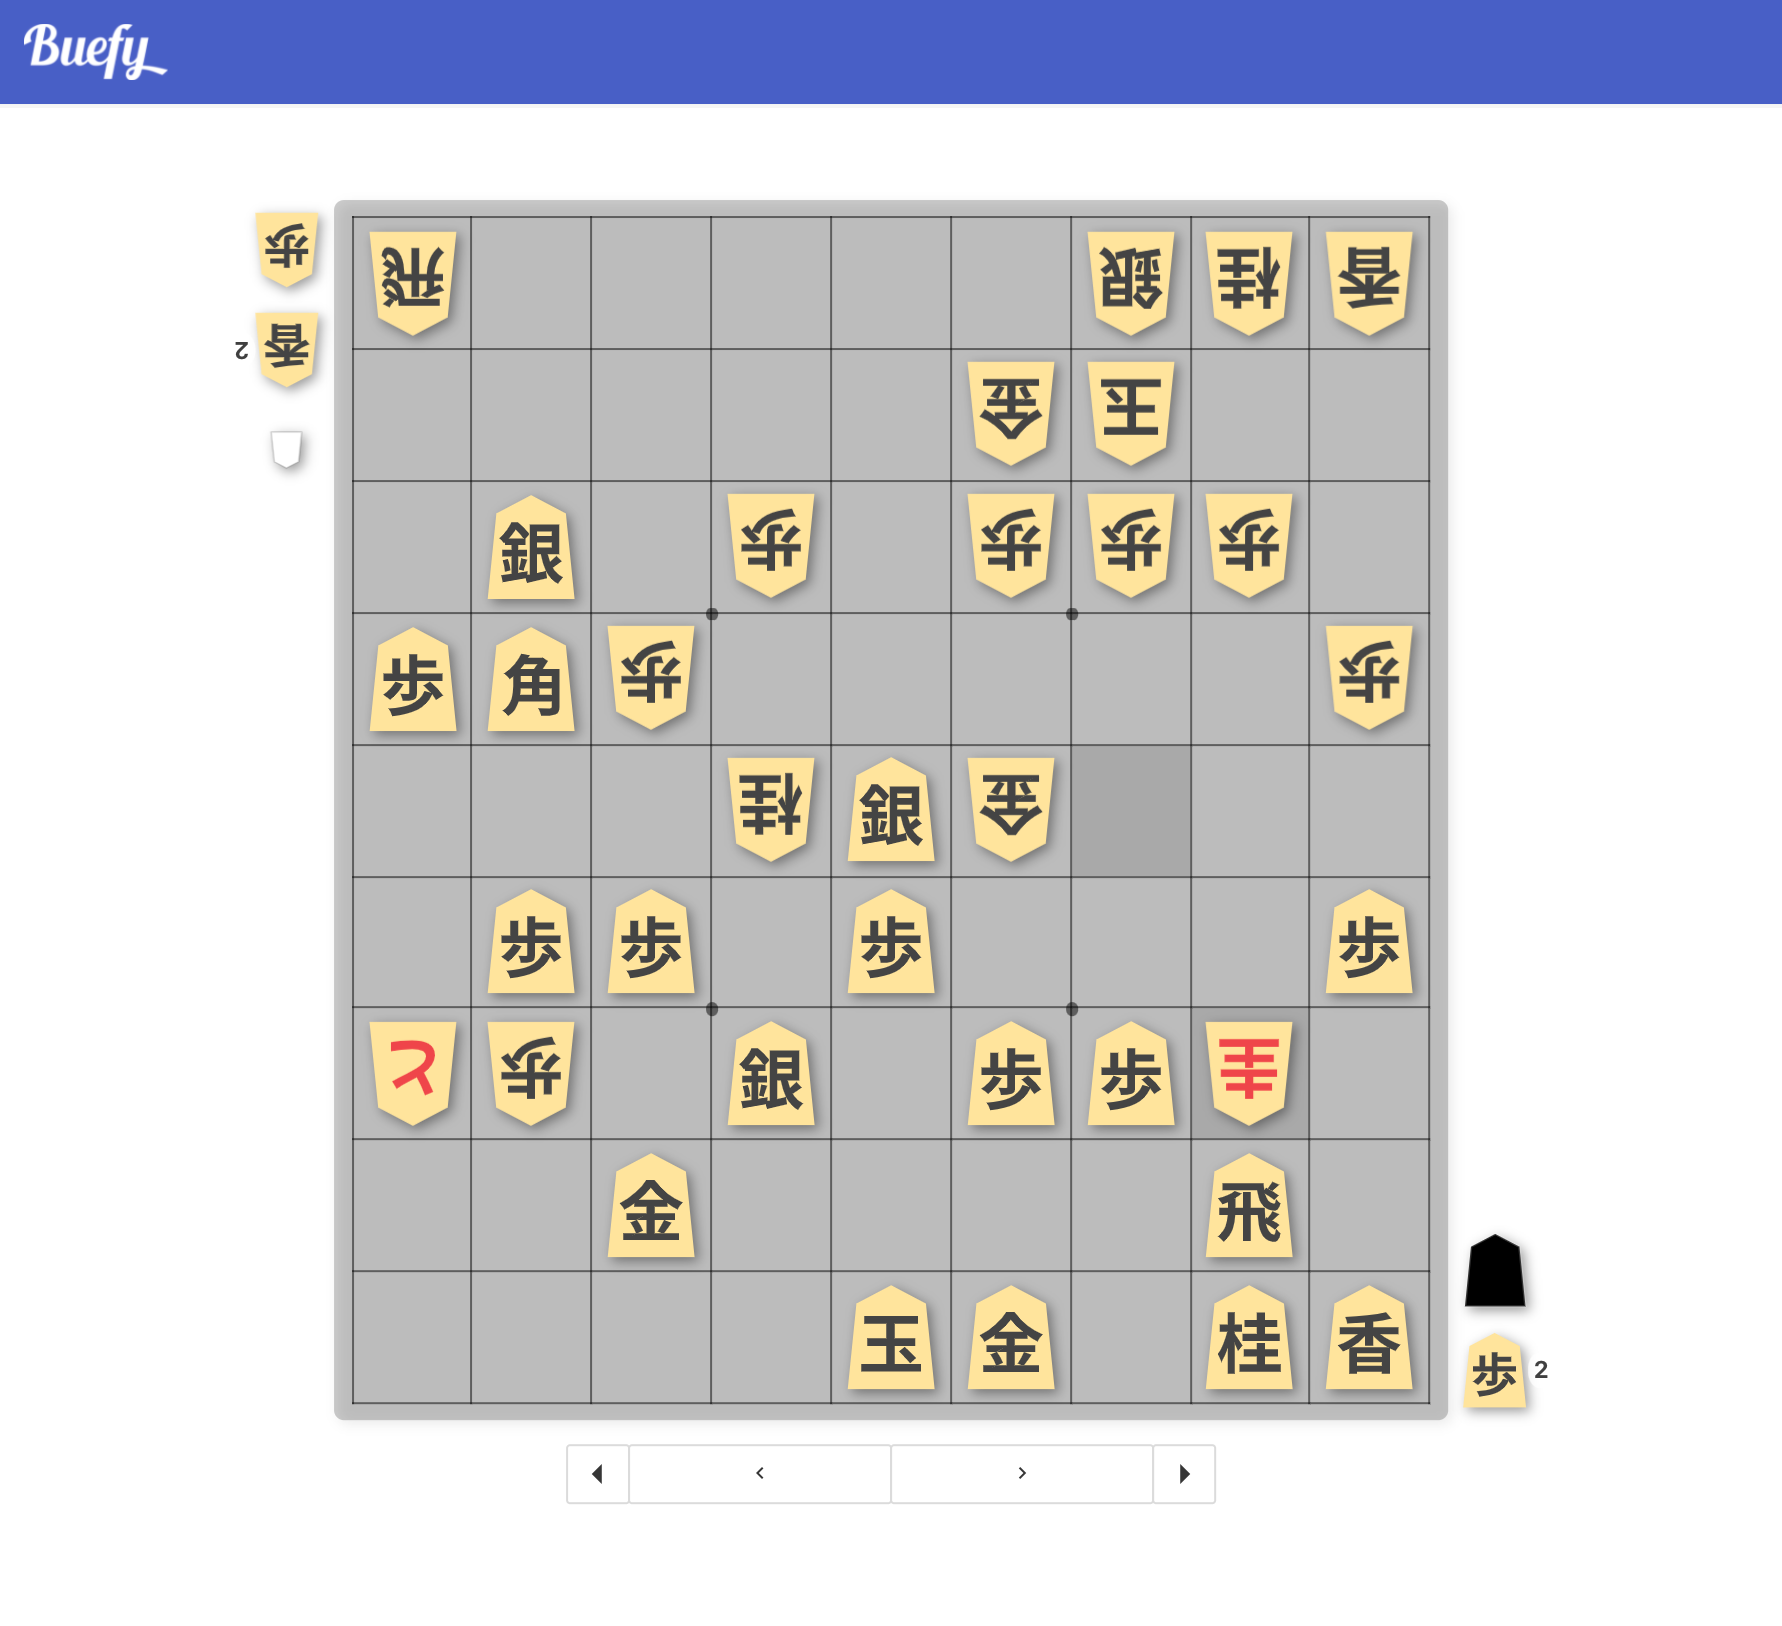 Buefy
歩
飛 銀 桂 香
香 2
金 王
銀 歩 歩 歩 歩
歩 角 歩 歩
桂 銀 金
歩 歩 歩 歩
と 歩 銀 歩 歩 圭
金 飛
玉 金 桂 香
歩 2